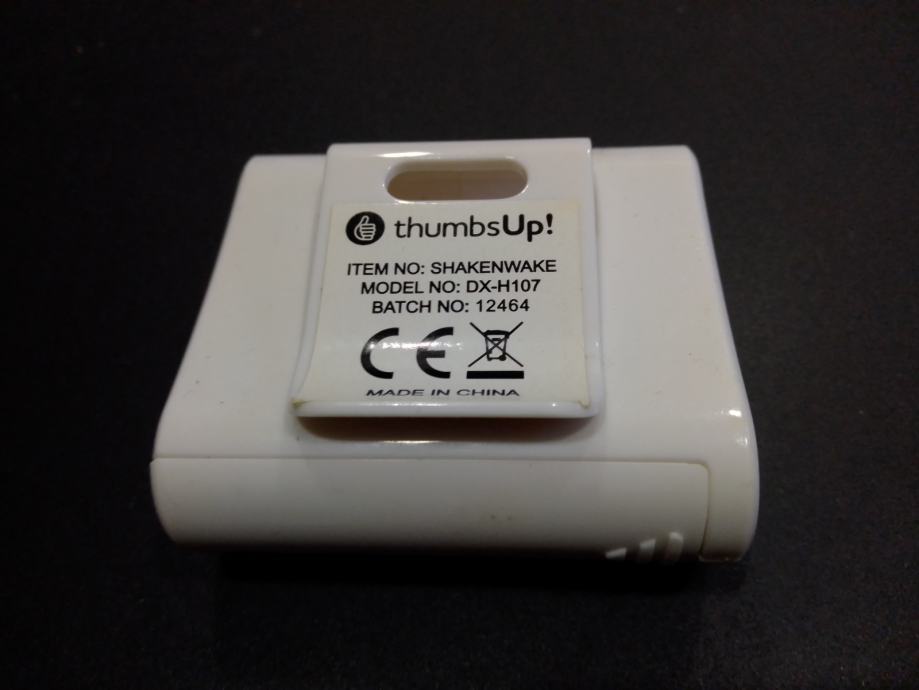 thumbsUp!
ITEM NO: SHAKENWAKE
MODEL NO: DX-H107
BATCH NO: 12464
CE
MADE IN CHINA